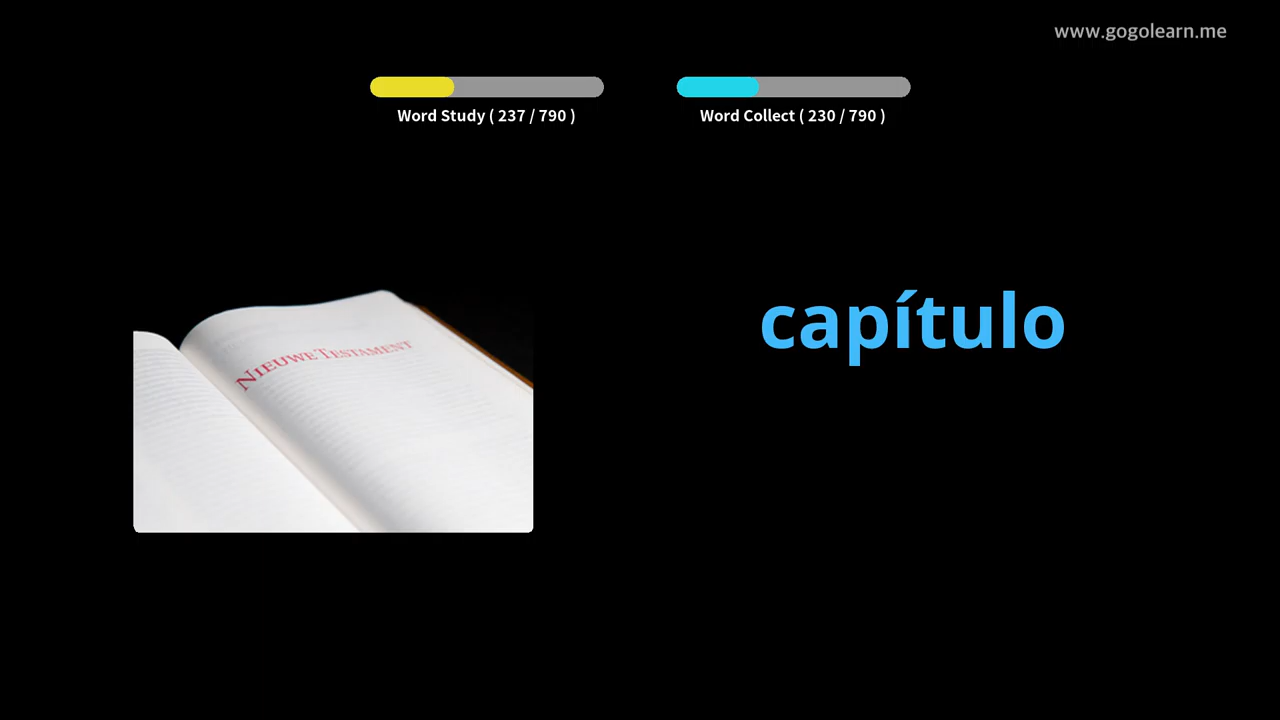 www.gogolearn.me
Word Study ( 237 / 790 )
Word Collect ( 230 / 790 )
capítulo
NIEUWE TESTAMENT